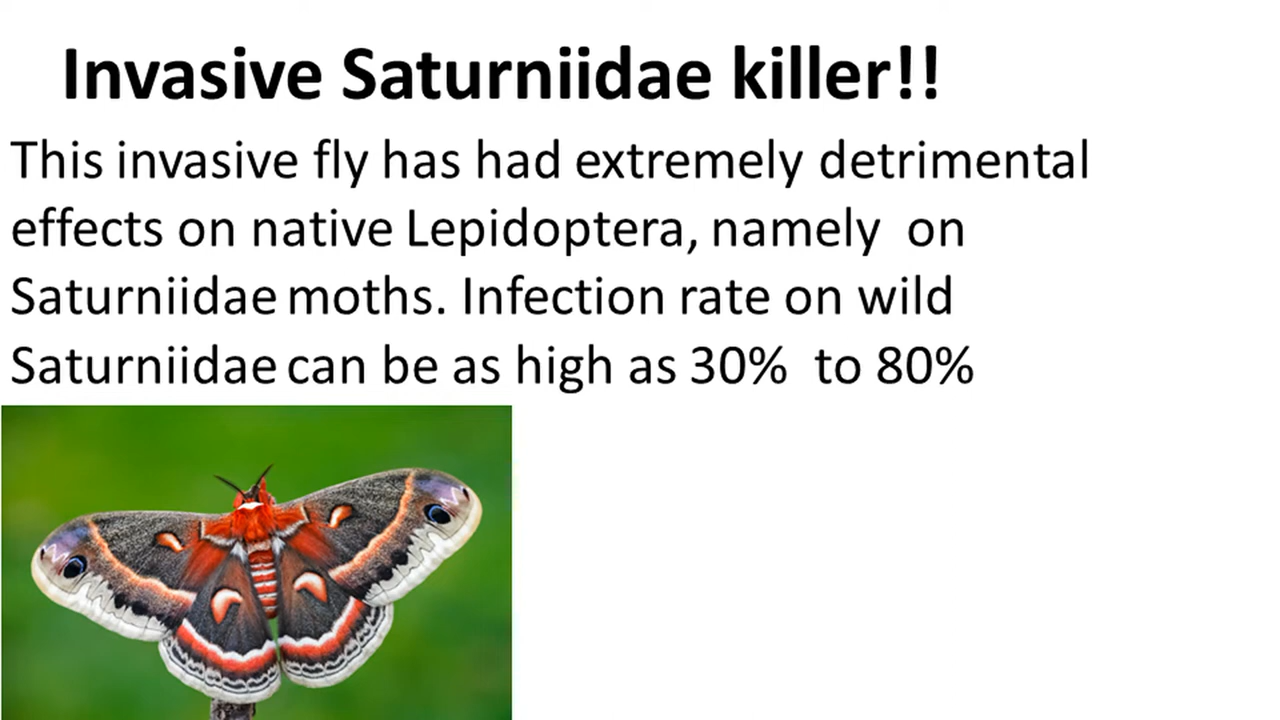 Invasive Saturniidae killer!!
This invasive fly has had extremely detrimental
effects on native Lepidoptera, namely  on
Saturniidae moths. Infection rate on wild
Saturniidae can be as high as 30%  to 80%